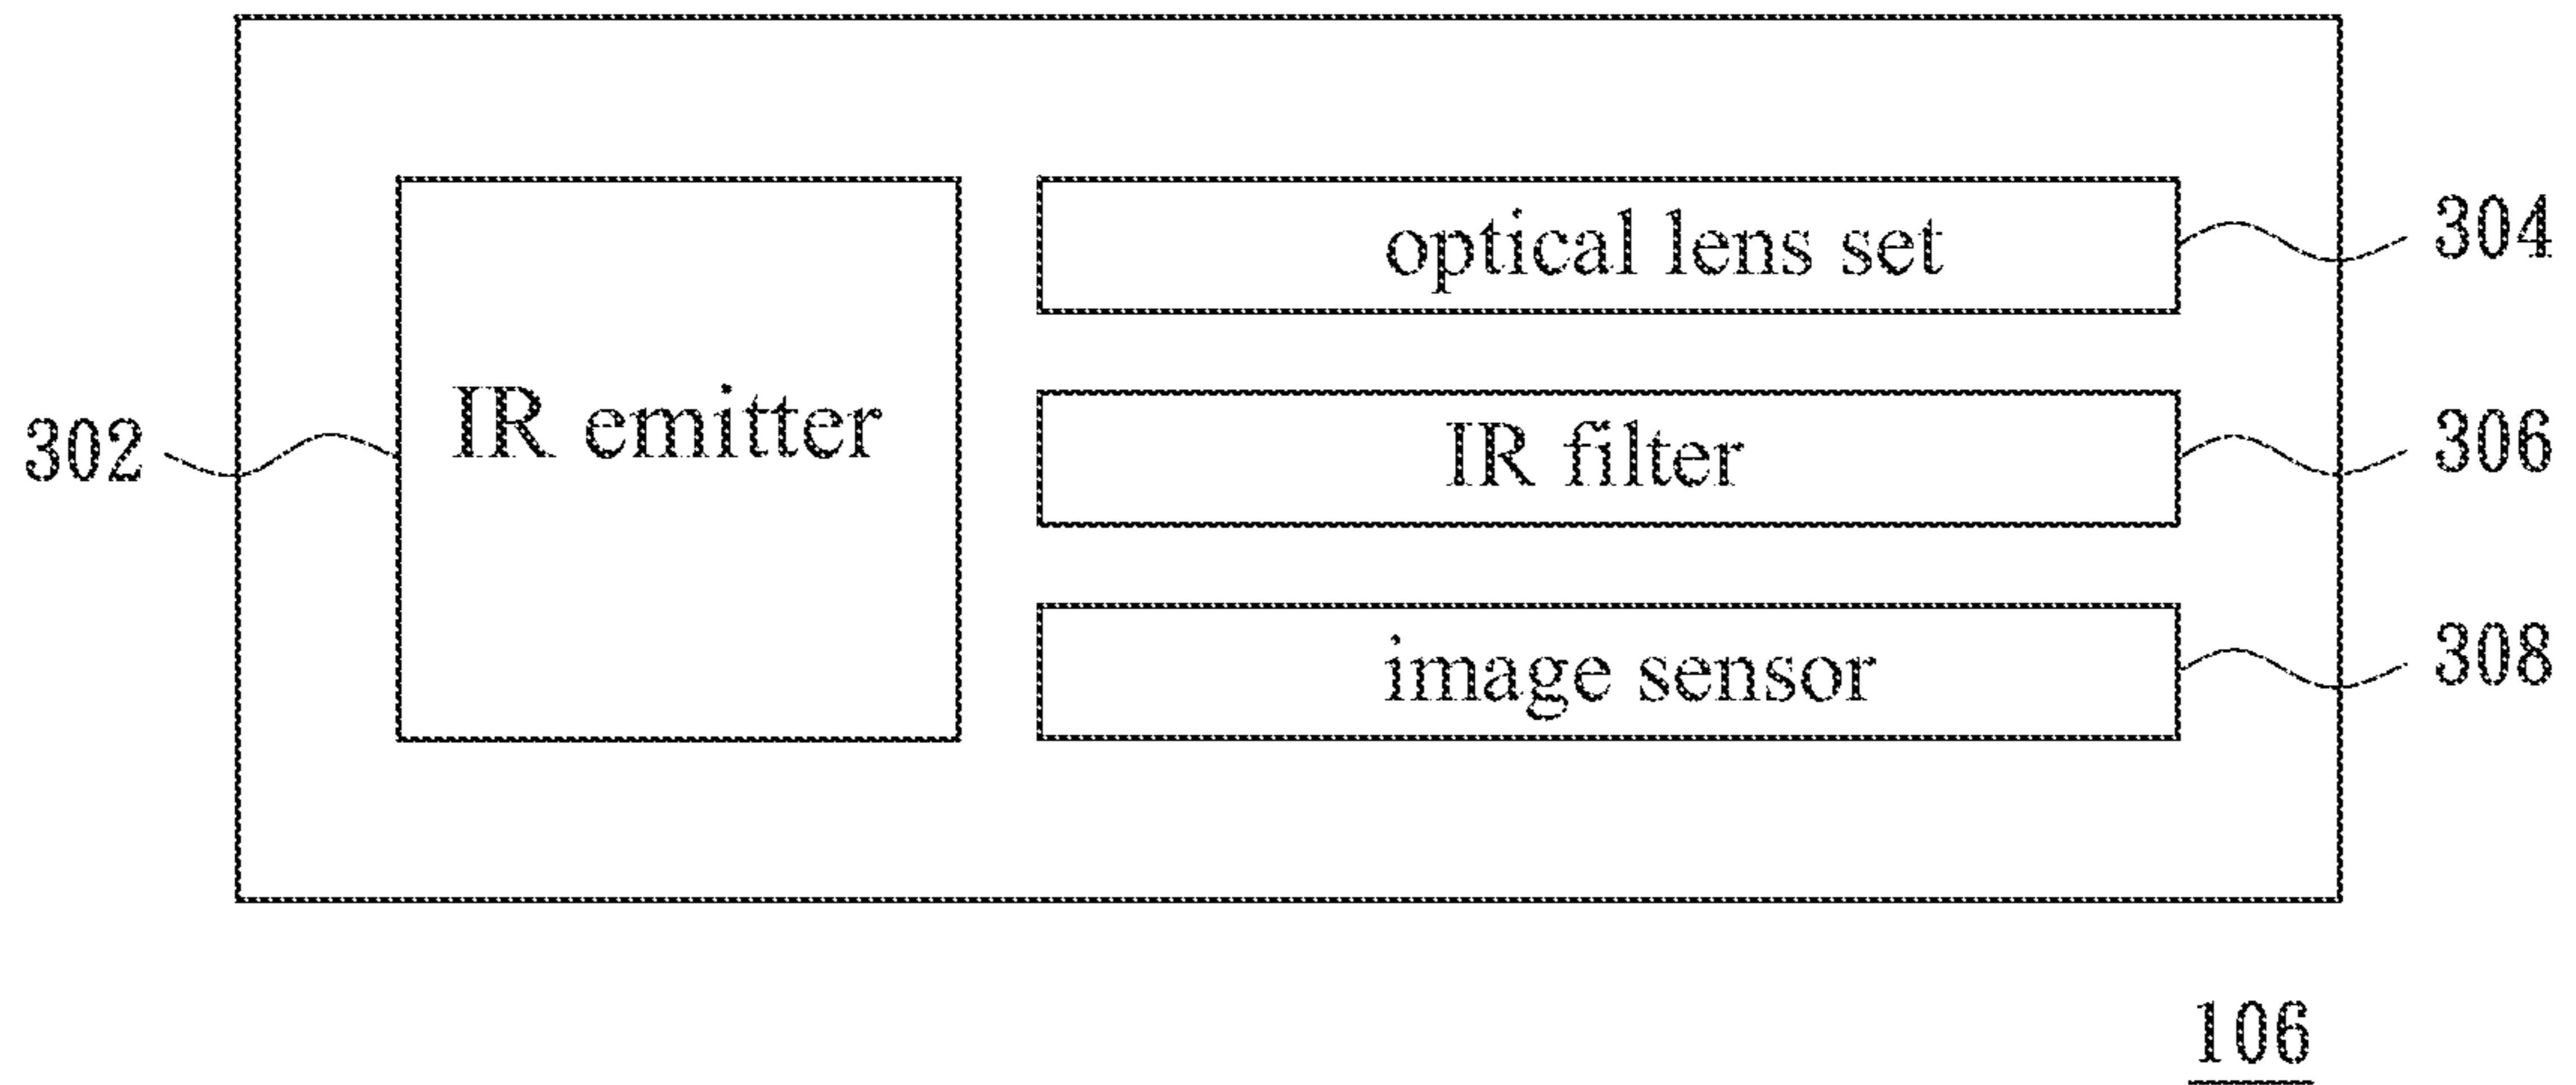 optical lens set
304
IR emitter
302
IR filter
306
image sensor
308
106